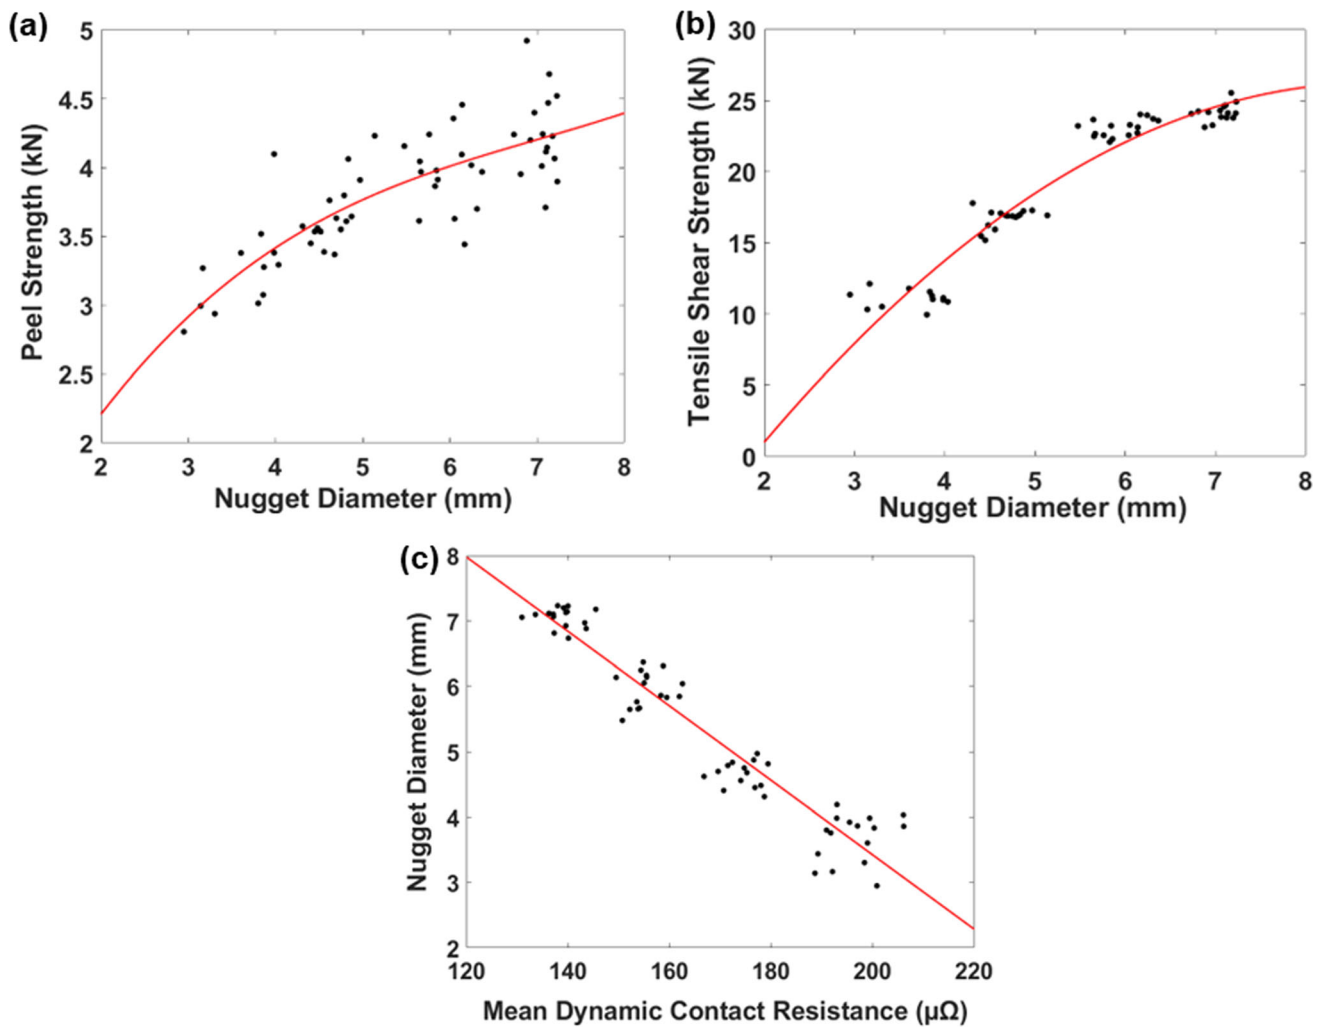 (a)
5
4.5
4
3.5
3
2.5
2
Peel Strength (kN)
2 3 4 5 6 7 8
Nugget Diameter (mm)
(b)
30
25
20
15
10
5
0
Tensile Shear Strength (kN)
2 3 4 5 6 7 8
Nugget Diameter (mm)
(c)
8
7
6
5
4
3
2
Nugget Diameter (mm)
120 140 160 180 200 220
Mean Dynamic Contact Resistance (μΩ)